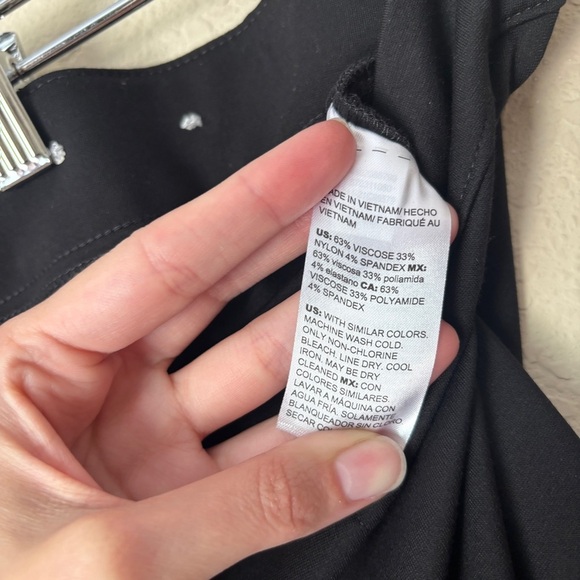 MADE IN VIETNAM/ HECHO
EN VIETNAM/ FABRIQUÉ AU
VIETNAM
US: 63% VISCOSE 33%
NYLON 4% SPANDEX MX:
63% viscosa 33% poliamida
4% elastano CA: 63%
VISCOSE 33% POLYAMIDE
4% SPANDEX
US: WITH SIMILAR COLORS.
MACHINE WASH COLD.
ONLY NON-CHLORINE
BLEACH. LINE DRY. COOL
IRON. MAY BE DRY
CLEANED MX: CON
COLORES SIMILARES.
LAVAR A MÁQUINA CON
AGUA FRÍA. SOLAMENTE
BLANQUEADOR SIN CLORO.
SECAR